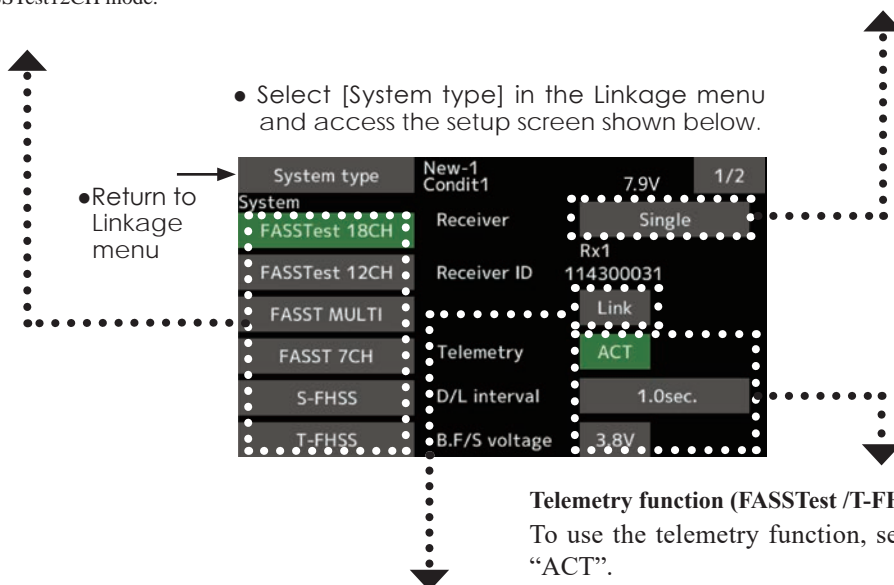 ● Select [System type] in the Linkage menu
and access the setup screen shown below.
●Return to
Linkage
menu
System type
New-1
Condit1
7.9V
1/2
System
FASSTest 18CH
FASSTest 12CH
FASST MULTI
FASST 7CH
S-FHSS
T-FHSS
Receiver
Single
Rx1
Receiver ID
114300031
Link
Telemetry
ACT
D/L interval
1.0sec.
B.F/S voltage
3.8V
Telemetry function (FASSTest /T-F
To use the telemetry function, se
“ACT”.